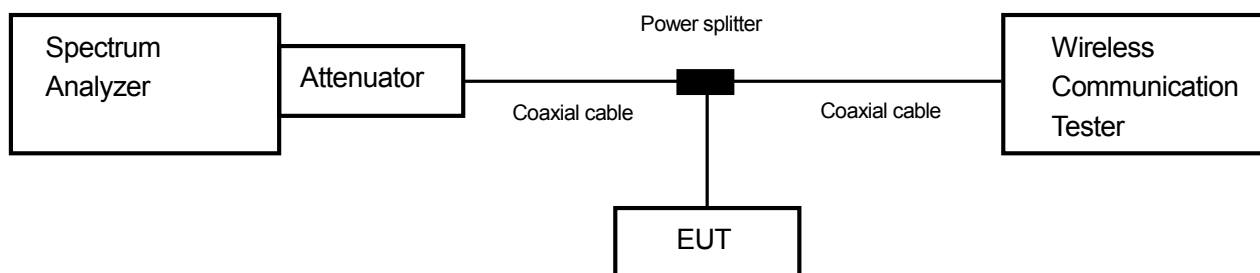 Power splitter
Spectrum
Analyzer
Attenuator
Wireless
Communication
Tester
Coaxial cable
Coaxial cable
EUT